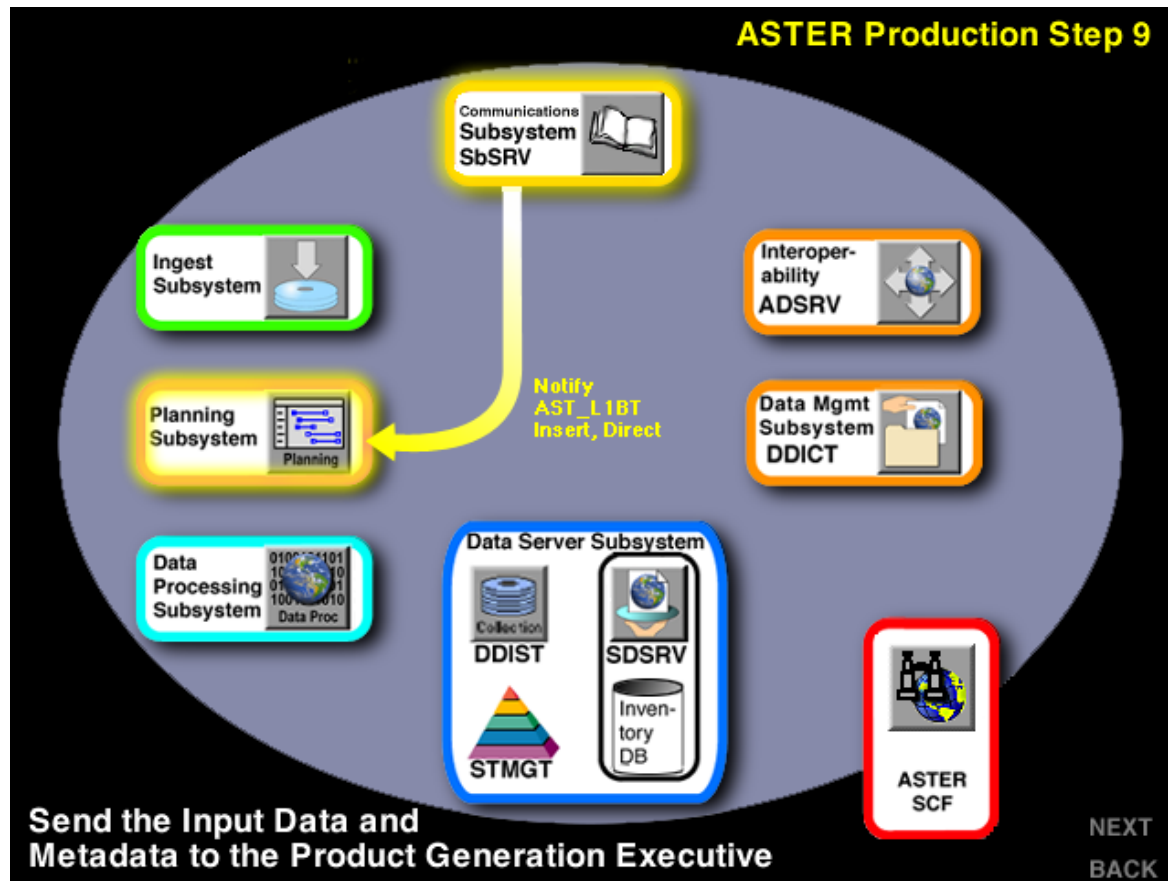 ASTER Production Step 9
Communications
Subsystem
SbSRV
Ingest
Subsystem
Interoper-
ability
ADSRV
Notify
AST_L1BT
Insert, Direct
Planning
Subsystem
Planning
Data Mgmt
Subsystem
DDICT
Data
Processing
Subsystem
Data Proc
Data Server Subsystem
Collection
DDIST
SDSRV
STMGT
Inven-
tory
DB
ASTER
SCF
Send the Input Data and
Metadata to the Product Generation Executive
NEXT
BACK